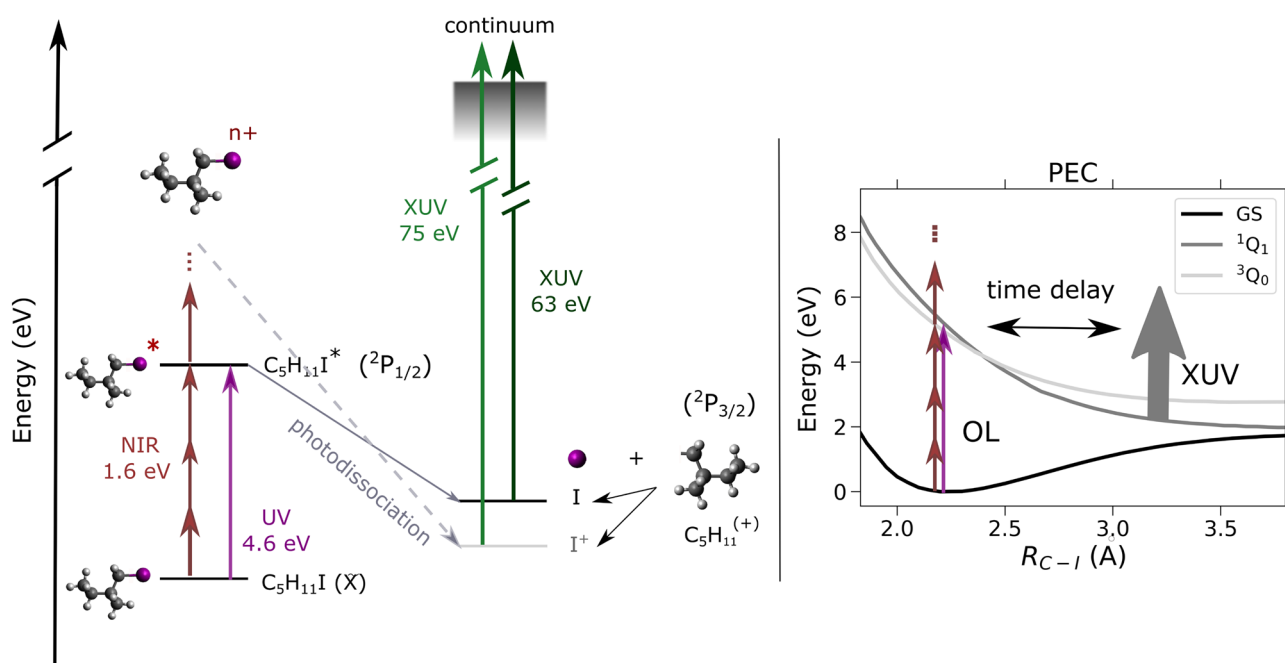 continuum
n+
XUV
75 eV
XUV
63 eV
Energy (eV)
*
C₅H₁₁I* (²P₁/₂)
NIR
1.6 eV
photodissociation
UV
4.6 eV
C₅H₁₁I (X̃)
(²P₃/₂)
+
I
I⁺
C₅H₁₁⁽⁺⁾
PEC
GS
¹Q₁
³Q₀
time delay
XUV
OL
Energy (eV)
8
6
4
2
0
2.0 2.5 3.0 3.5
R_C−I (Å)